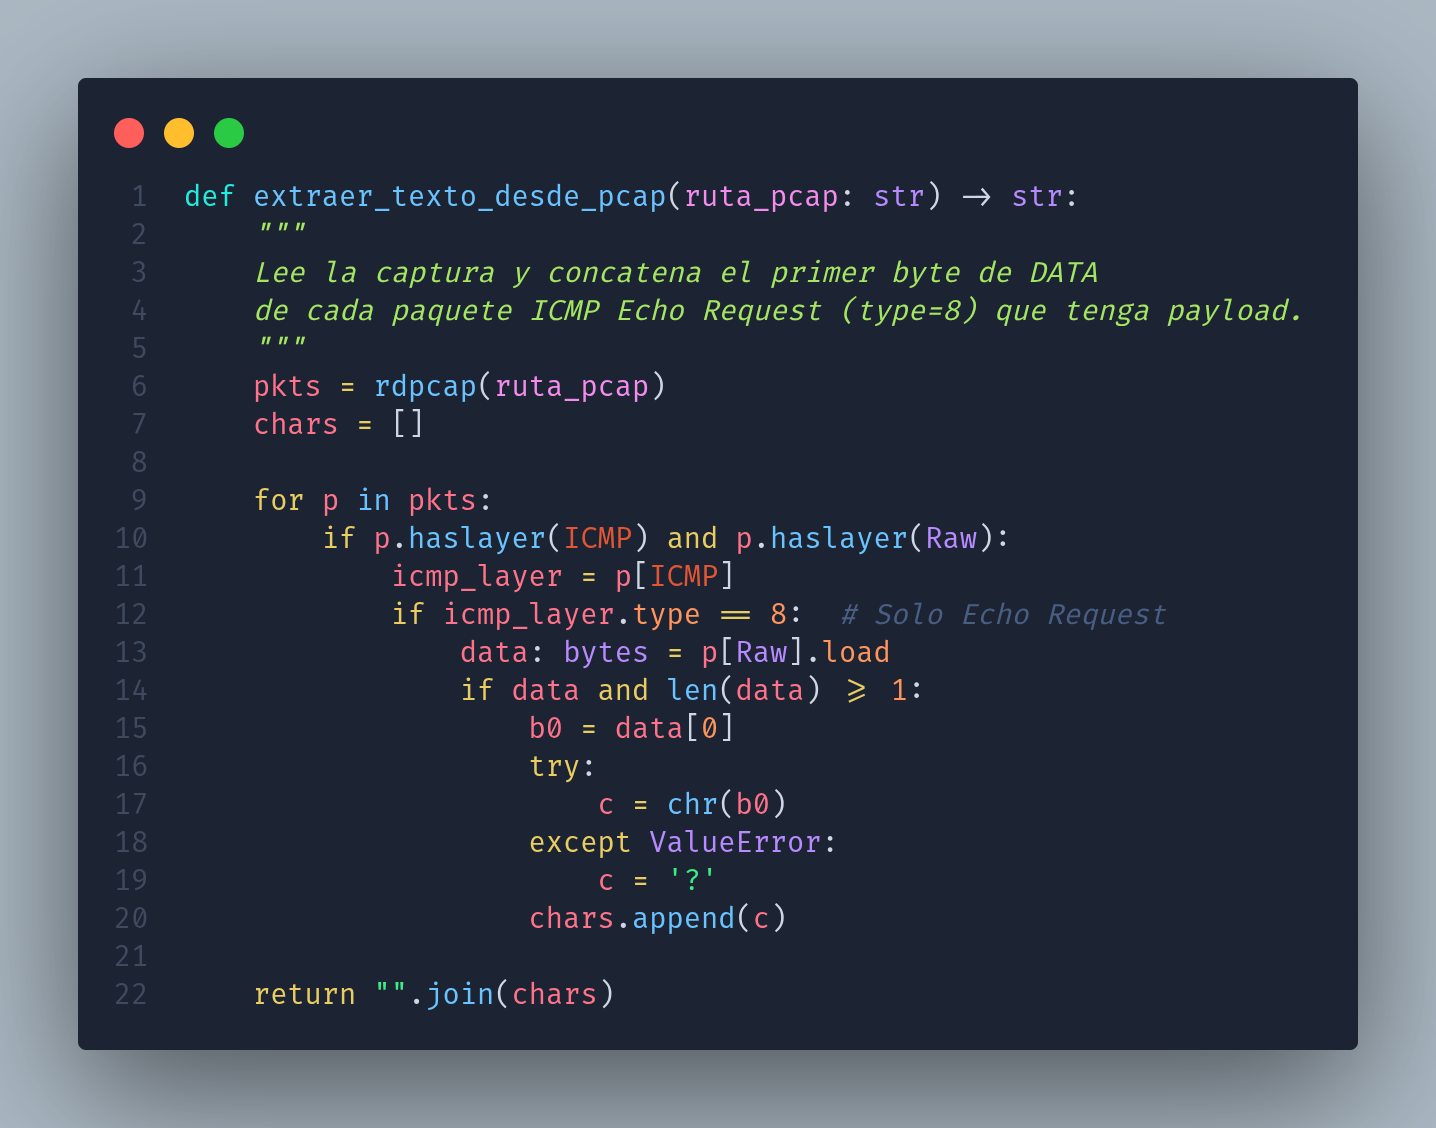 1 def extraer_texto_desde_pcap(ruta_pcap: str) -> str:
2     """
3     Lee la captura y concatena el primer byte de DATA
4     de cada paquete ICMP Echo Request (type=8) que tenga payload.
5     """
6     pkts = rdpcap(ruta_pcap)
7     chars = []
8
9     for p in pkts:
10         if p.haslayer(ICMP) and p.haslayer(Raw):
11             icmp_layer = p[ICMP]
12             if icmp_layer.type == 8:  # Solo Echo Request
13                 data: bytes = p[Raw].load
14                 if data and len(data) >= 1:
15                     b0 = data[0]
16                     try:
17                         c = chr(b0)
18                     except ValueError:
19                         c = '?'
20                     chars.append(c)
21
22     return "".join(chars)